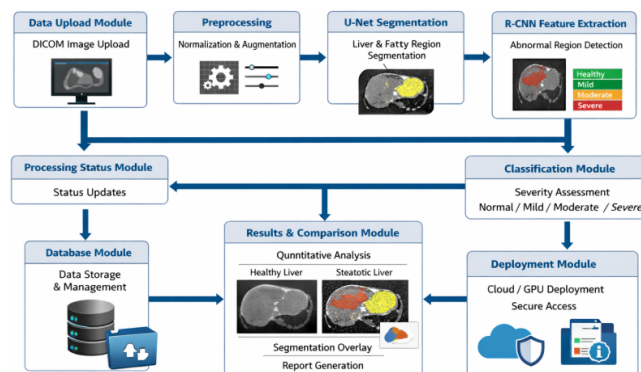 Data Upload Module
DICOM Image Upload
Preprocessing
Normalization & Augmentation
U-Net Segmentation
Liver & Fatty Region
Segmentation
R-CNN Feature Extraction
Abnormal Region Detection
Healthy
Mild
Moderate
Severe
Processing Status Module
Status Updates
Classification Module
Severity Assessment
Normal / Mild / Moderate / Severe
Database Module
Data Storage
& Management
Results & Comparison Module
Qunntitative Analysis
Healthy Liver
Steatotic Liver
Segmentation Overlay
Report Generation
Deployment Module
Cloud / GPU Deployment
Secure Access